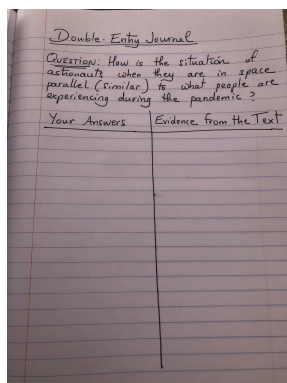 Double-Entry Journal
QUESTION: How is the situation of
astronauts when they are in space
parallel (similar) to what people are
experiencing during the pandemic?
Your Answers Evidence from the Text